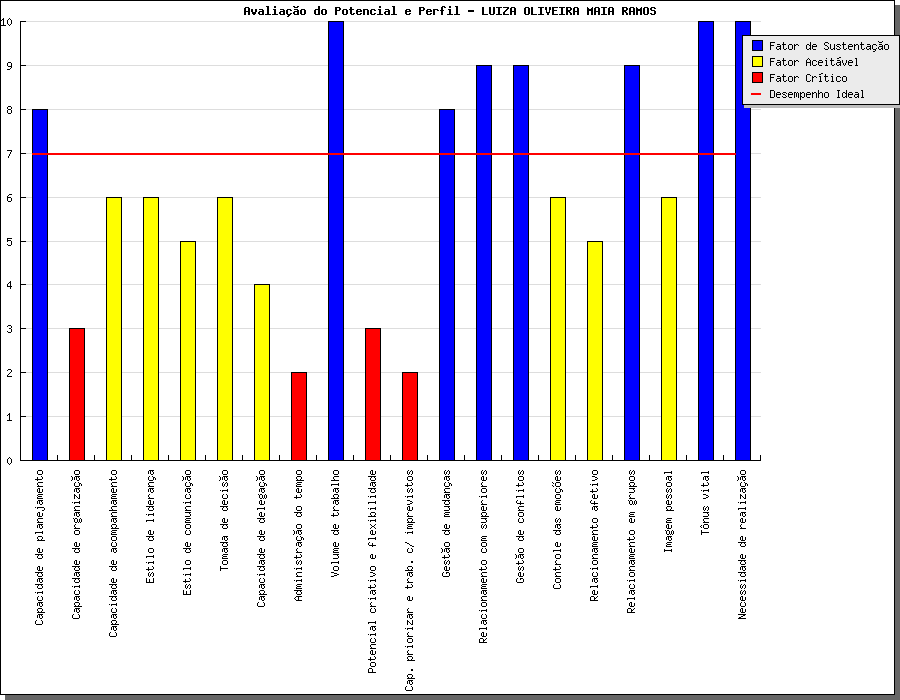 Avaliação do Potencial e Perfil - LUIZA OLIVEIRA MAIA RAMOS
Fator de Sustentação
Fator Aceitável
Fator Crítico
Desempenho Ideal
10
9
8
7
6
5
4
3
2
1
0
Capacidade de planejamento
Capacidade de organização
Capacidade de acompanhamento
Estilo de liderança
Estilo de comunicação
Tomada de decisão
Capacidade de delegação
Administração do tempo
Volume de trabalho
Potencial criativo e flexibilidade
Cap. priorizar e trab. c/ imprevistos
Gestão de mudanças
Relacionamento com superiores
Gestão de conflitos
Controle das emoções
Relacionamento afetivo
Relacionamento em grupos
Imagem pessoal
Tônus vital
Necessidade de realização